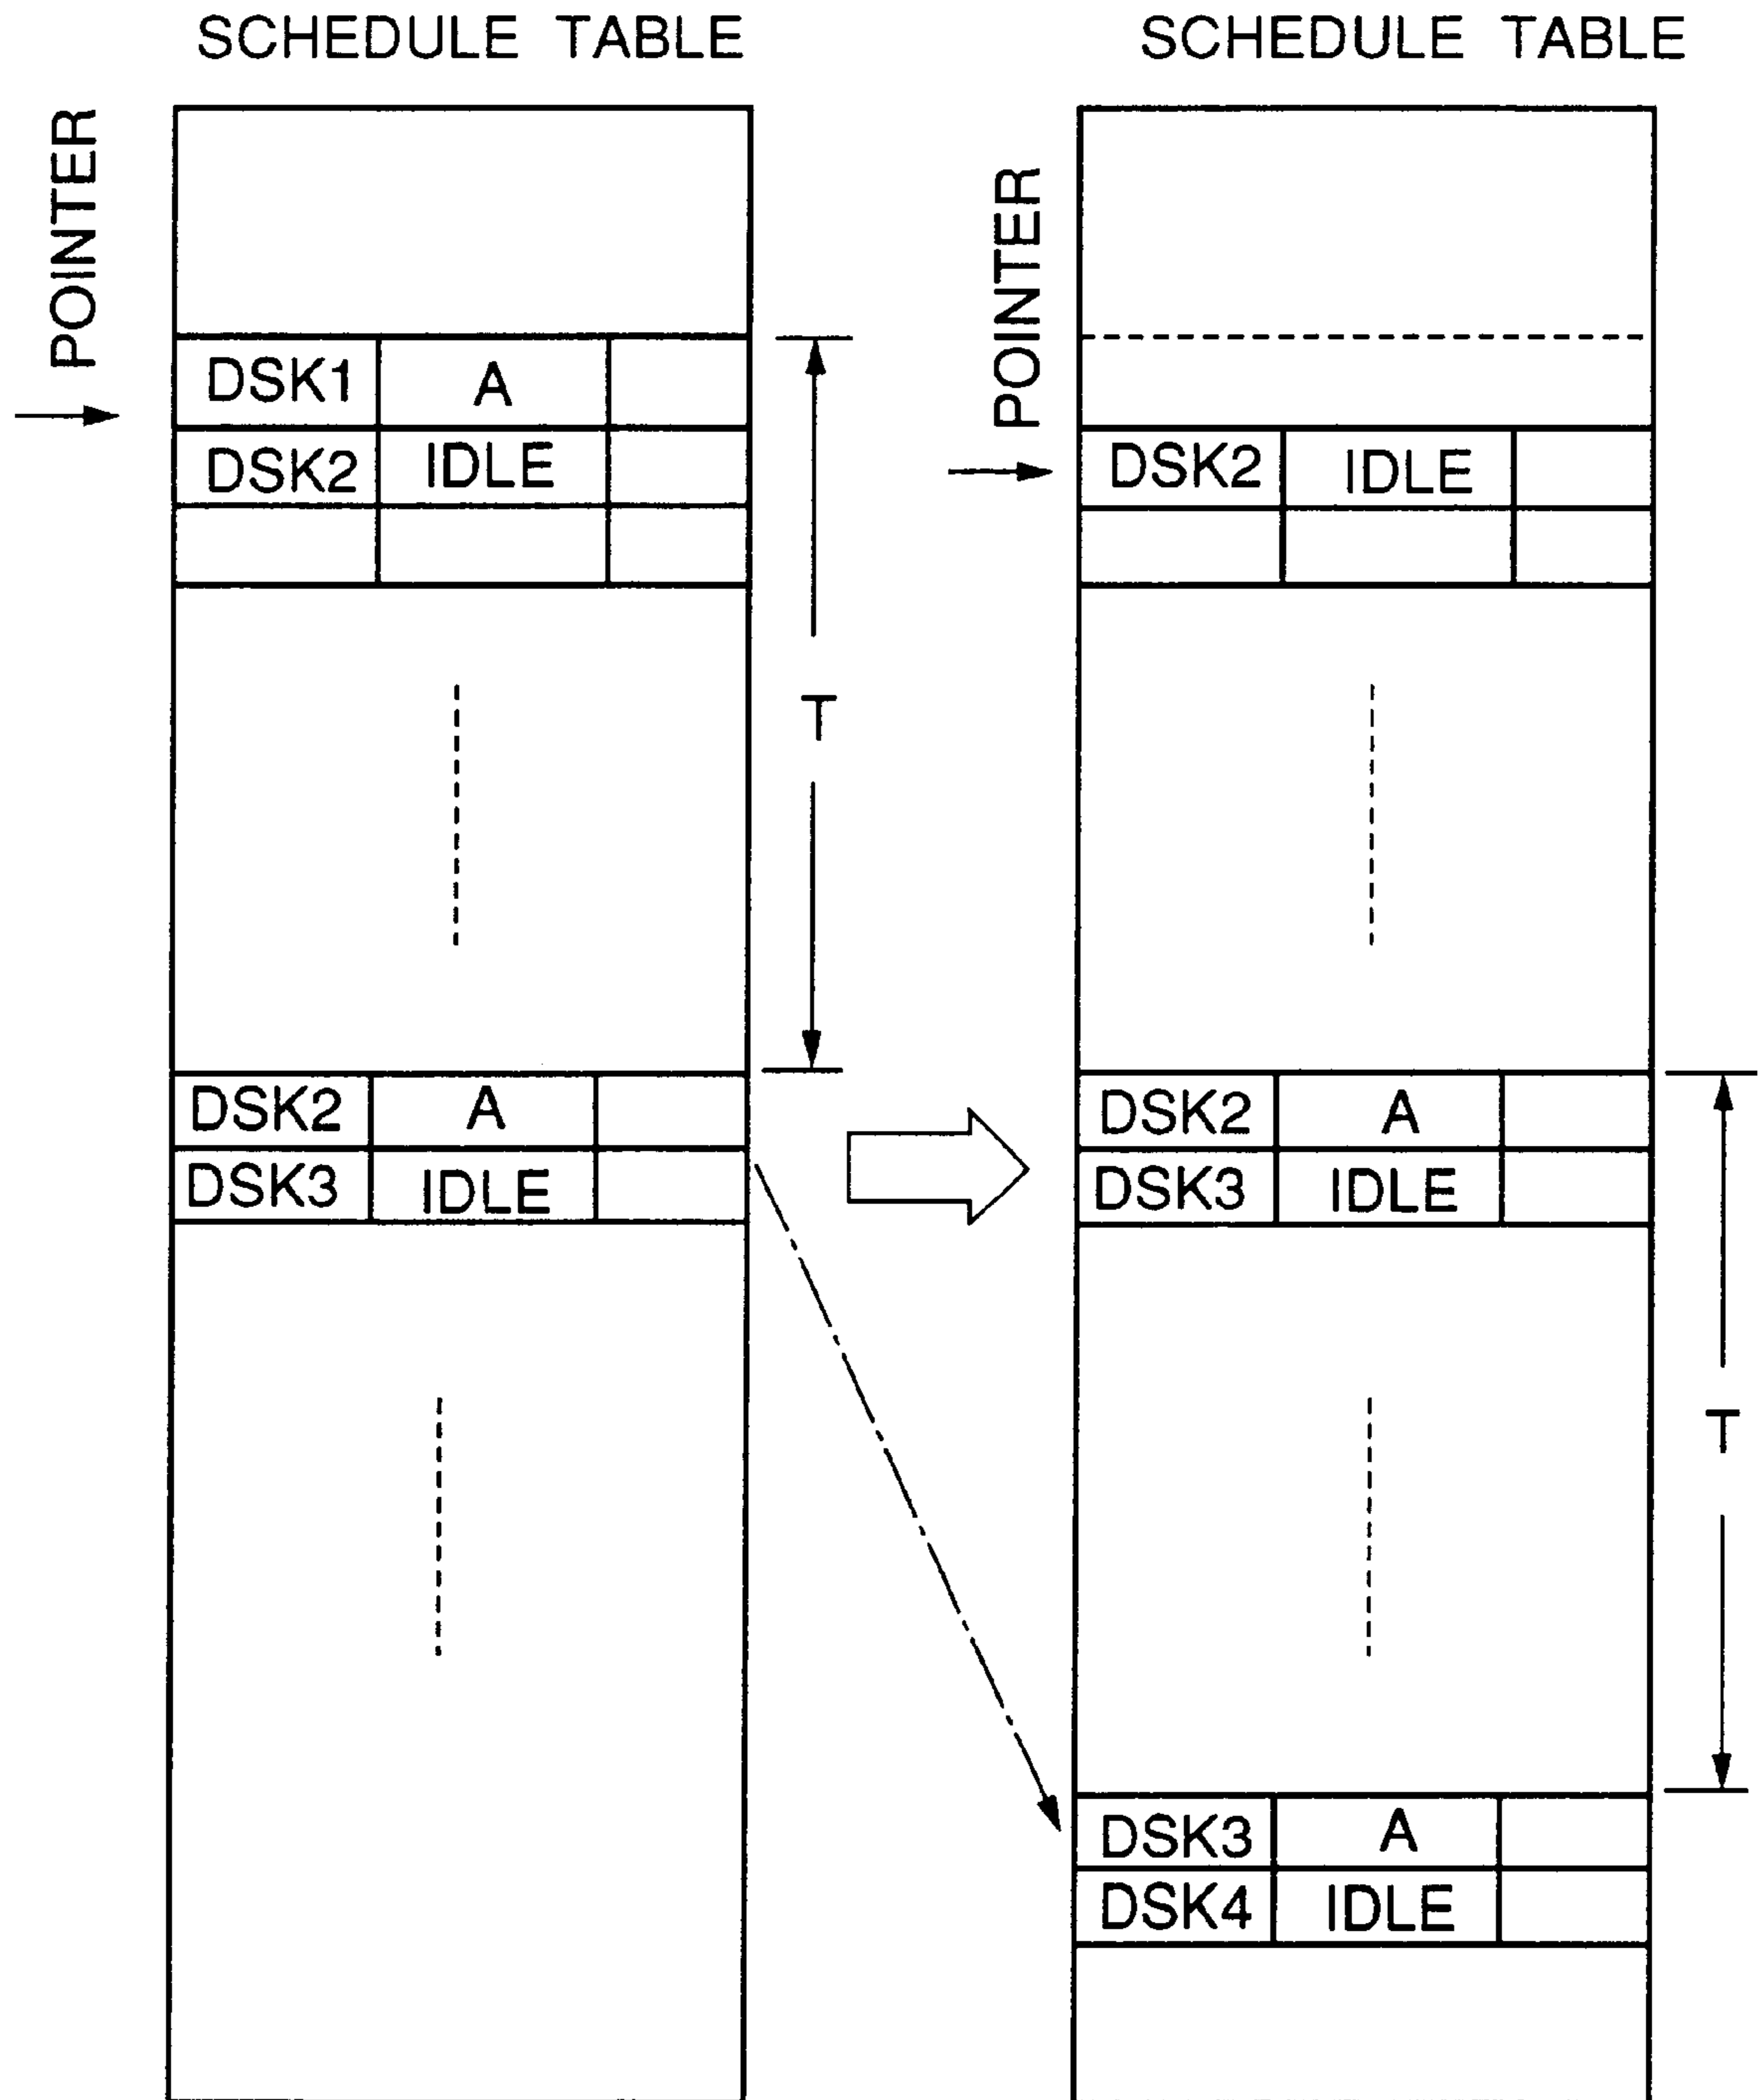 SCHEDULE TABLE
POINTER
DSK1 A
DSK2 IDLE
T
DSK2 A
DSK3 IDLE
SCHEDULE TABLE
POINTER
DSK2 IDLE
DSK2 A
DSK3 IDLE
T
DSK3 A
DSK4 IDLE